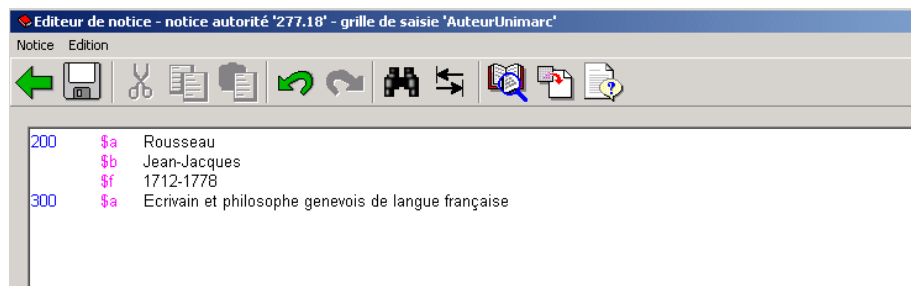 Editeur de notice - notice autorité '277.18' - grille de saisie 'AuteurUnimarc'
Notice Edition
200 $a Rousseau
$b Jean-Jacques
$f 1712-1778
300 $a Ecrivain et philosophe genevois de langue française